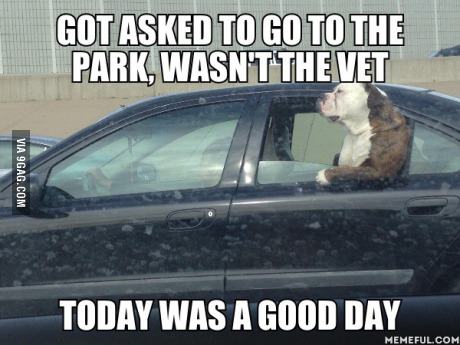 GOT ASKED TO GO TO THE
PARK, WASN'T THE VET
VIA 9GAG.COM
TODAY WAS A GOOD DAY
MEMEFUL.COM